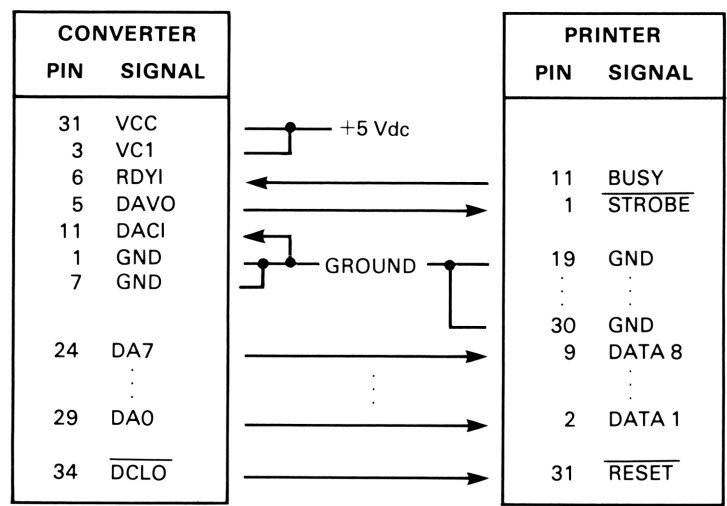 CONVERTER
PIN SIGNAL
31 VCC
3 VC1
6 RDYI
5 DAVO
11 DACI
1 GND
7 GND
24 DA7
29 DA0
34 DCLO
+5 Vdc
GROUND
PRINTER
PIN SIGNAL
11 BUSY
1 STROBE
19 GND
30 GND
9 DATA 8
2 DATA 1
31 RESET